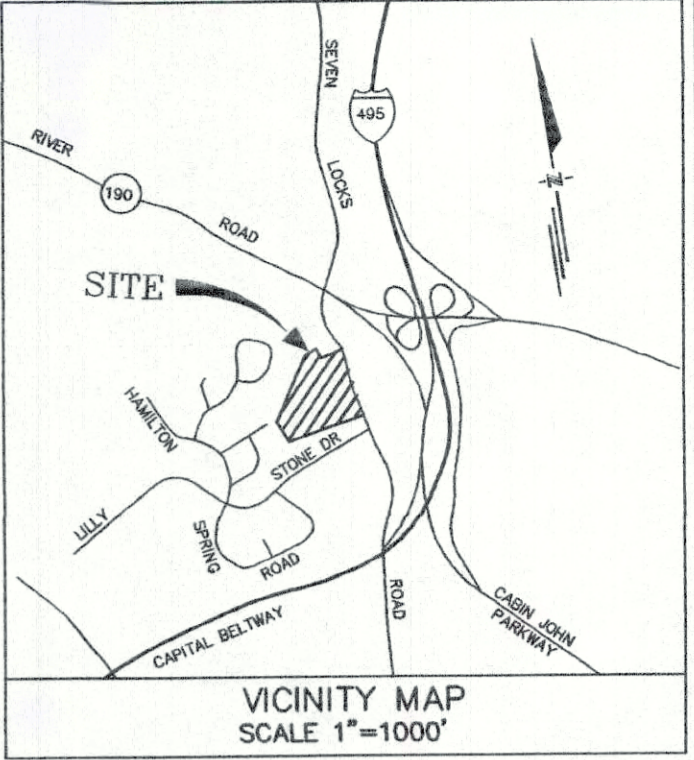 SEVEN
495
RIVER
190
LOCKS
ROAD
N
SITE
HAMILTON
STONE DR
LILLY
SPRING
ROAD
ROAD
CABIN JOHN
PARKWAY
CAPITAL BELTWAY
VICINITY MAP
SCALE 1"=1000'